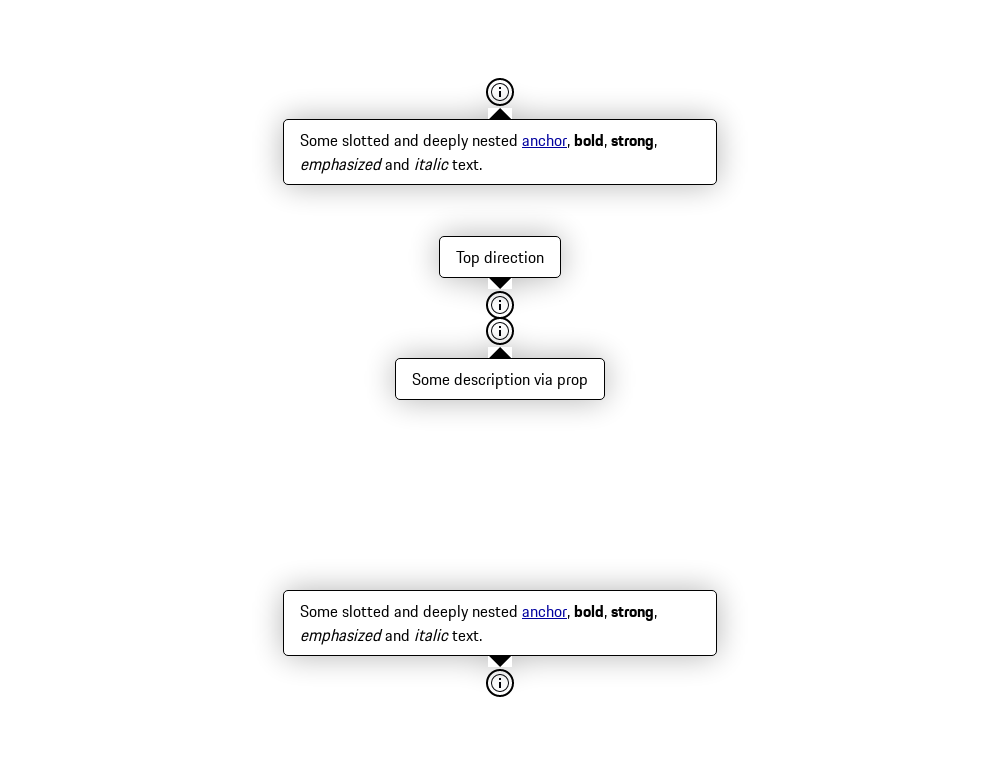 Some slotted and deeply nested anchor, bold, strong,
emphasized and italic text.
Top direction
Some description via prop
Some slotted and deeply nested anchor, bold, strong,
emphasized and italic text.